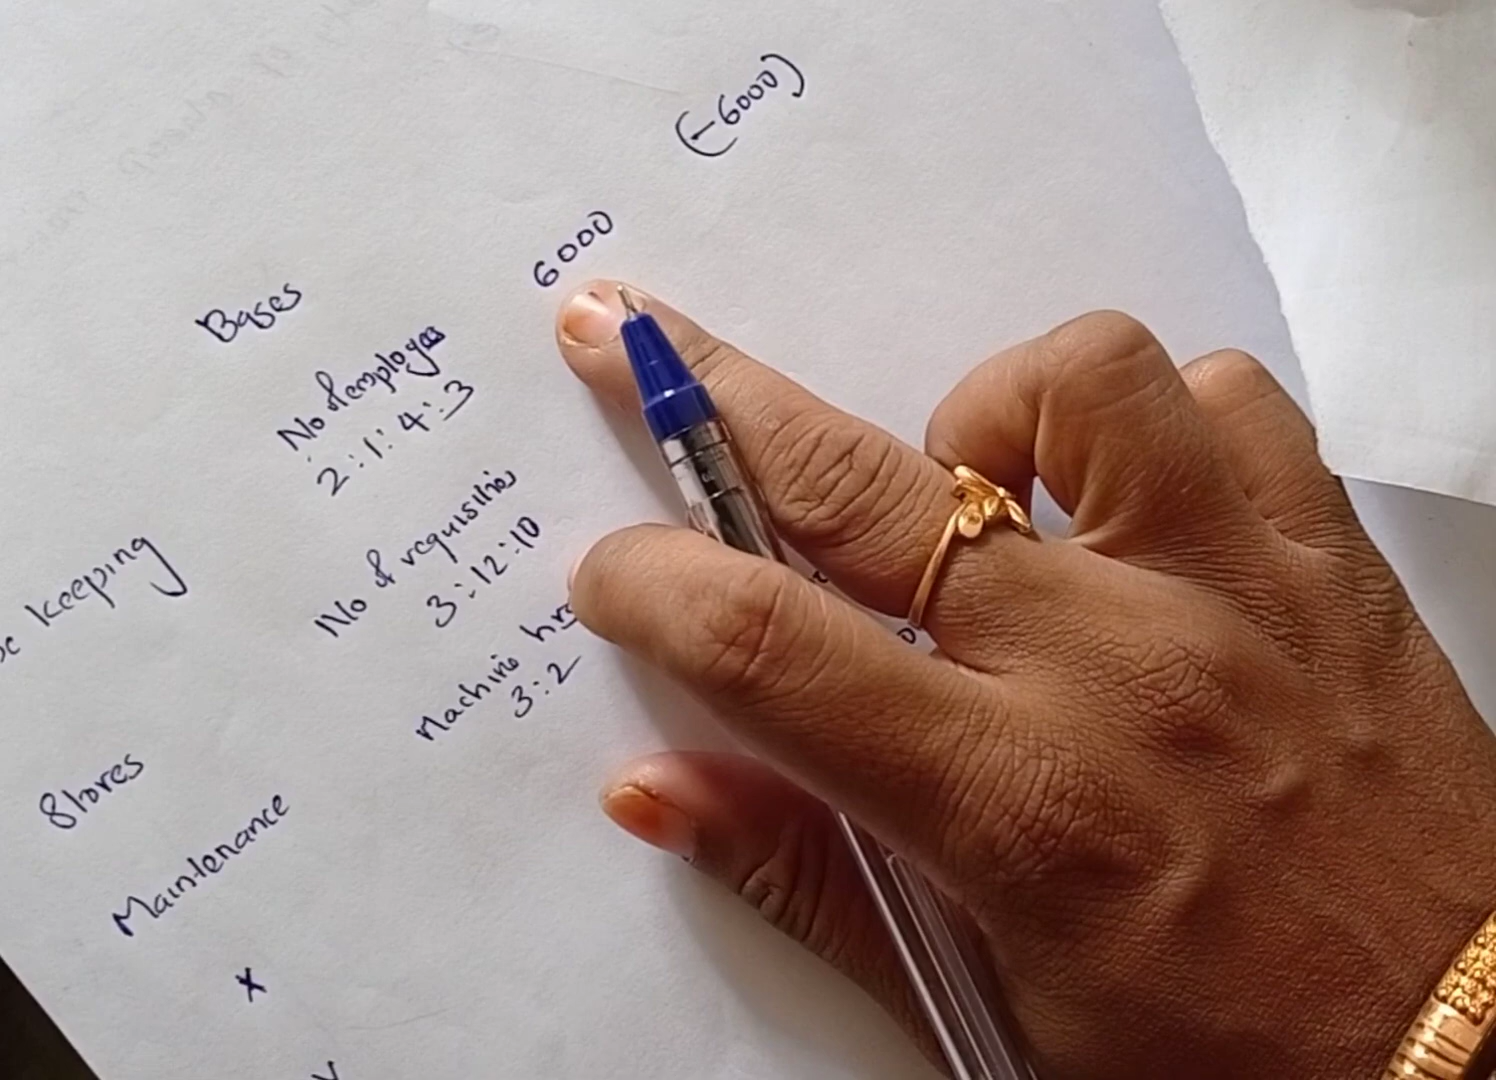 (-6000)
6000
Bases
No of employees
2:1:4:3
keeping
No of requisitios
3:12:10
Stores
Machine hrs
3:2
Maintenance
X